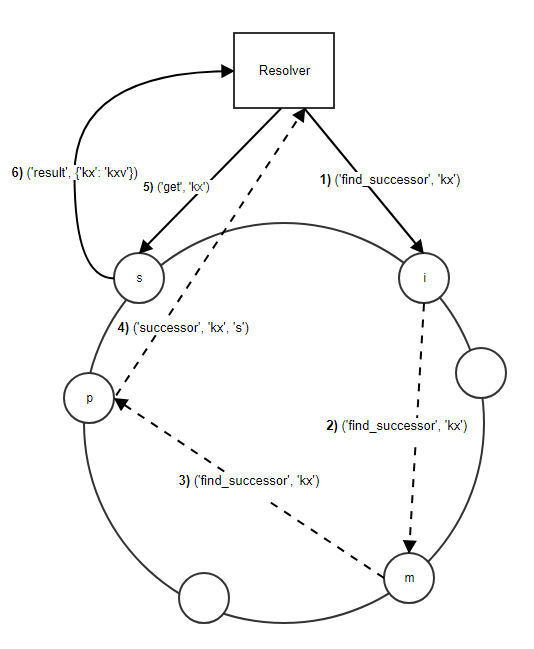 Resolver
6) ('result', {'kx': 'kxv'})
5) ('get', 'kx')
1) ('find_successor', 'kx')
s
i
4) ('successor', 'kx', 's')
p
2) ('find_successor', 'kx')
3) ('find_successor', 'kx')
m